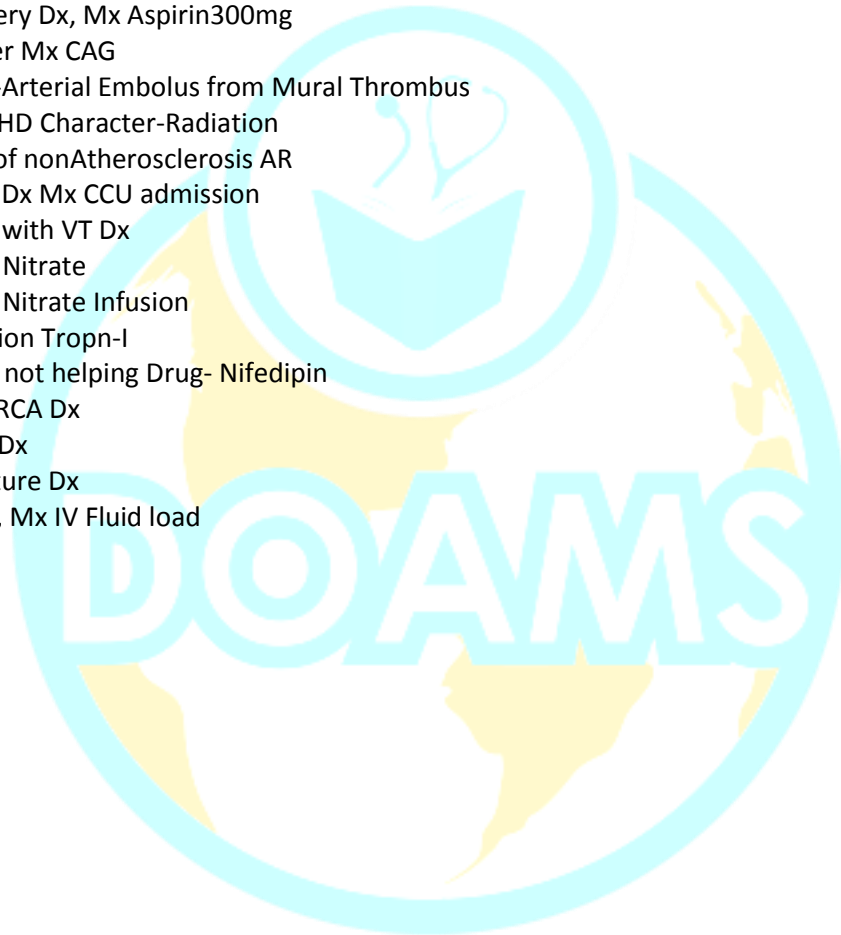 ery Dx, Mx Aspirin300mg
er Mx CAG
-Arterial Embolus from Mural Thrombus
HD Character-Radiation
of nonAtherosclerosis AR
Dx Mx CCU admission
with VT Dx
Nitrate
Nitrate Infusion
ion Tropn-I
not helping Drug- Nifedipin
RCA Dx
Dx
ture Dx
, Mx IV Fluid load
DOAMS